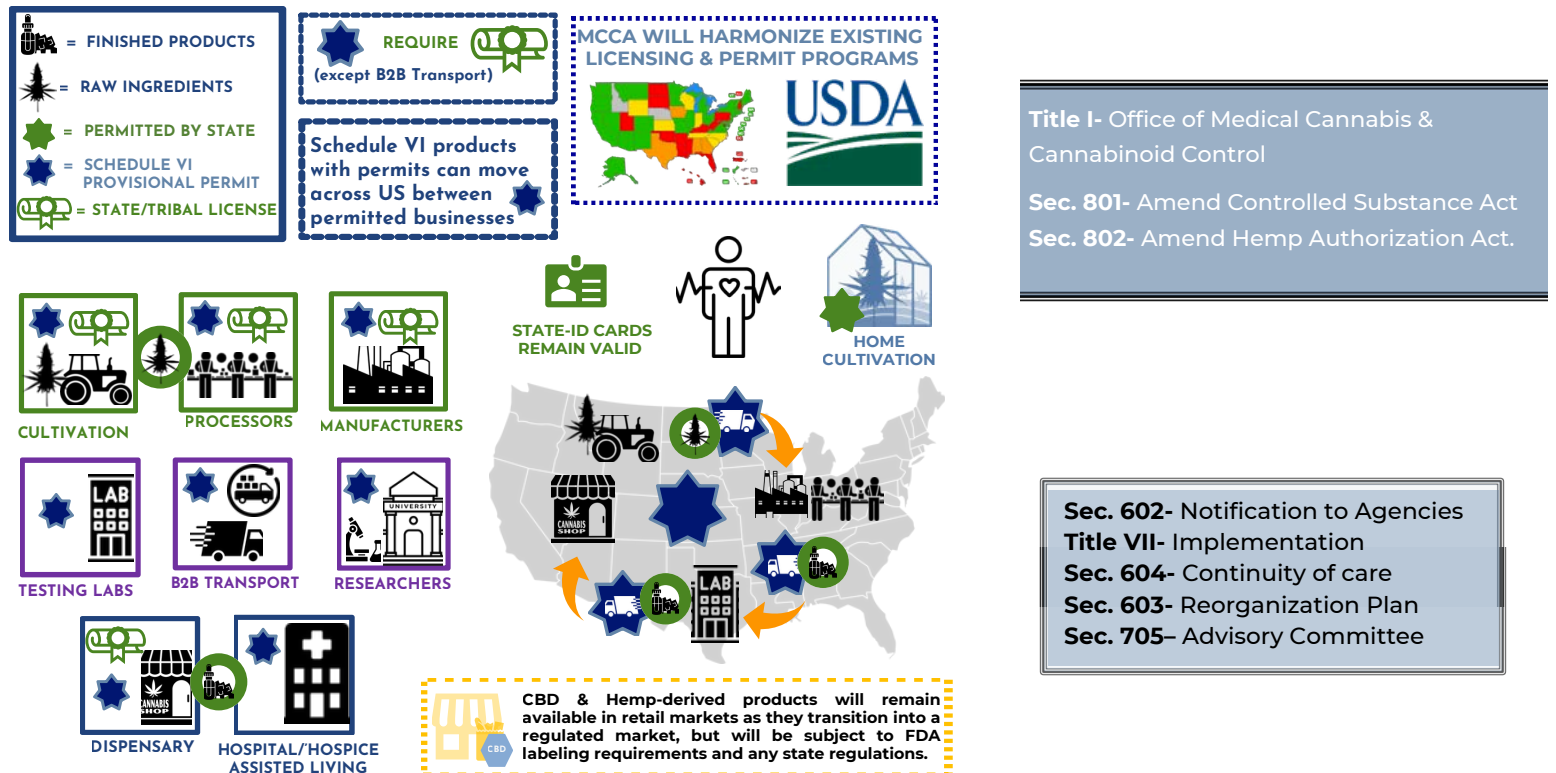 = FINISHED PRODUCTS
= RAW INGREDIENTS
= PERMITTED BY STATE
= SCHEDULE VI
PROVISIONAL PERMIT
= STATE/TRIBAL LICENSE
REQUIRE
(except B2B Transport)
Schedule VI products
with permits can move
across US between
permitted businesses
MCCA WILL HARMONIZE EXISTING
LICENSING & PERMIT PROGRAMS
USDA
Title I- Office of Medical Cannabis &
Cannabinoid Control
Sec. 801- Amend Controlled Substance Act
Sec. 802- Amend Hemp Authorization Act.
STATE-ID CARDS
REMAIN VALID
HOME
CULTIVATION
CULTIVATION
PROCESSORS
MANUFACTURERS
LAB
UNIVERSITY
TESTING LABS
B2B TRANSPORT
RESEARCHERS
CANNABIS
SHOP
DISPENSARY
HOSPITAL/HOSPICE
ASSISTED LIVING
CANNABIS
SHOP
LAB
CBD
CBD & Hemp-derived products will remain
available in retail markets as they transition into a
regulated market, but will be subject to FDA
labeling requirements and any state regulations.
Sec. 602- Notification to Agencies
Title VII- Implementation
Sec. 604- Continuity of care
Sec. 603- Reorganization Plan
Sec. 705– Advisory Committee